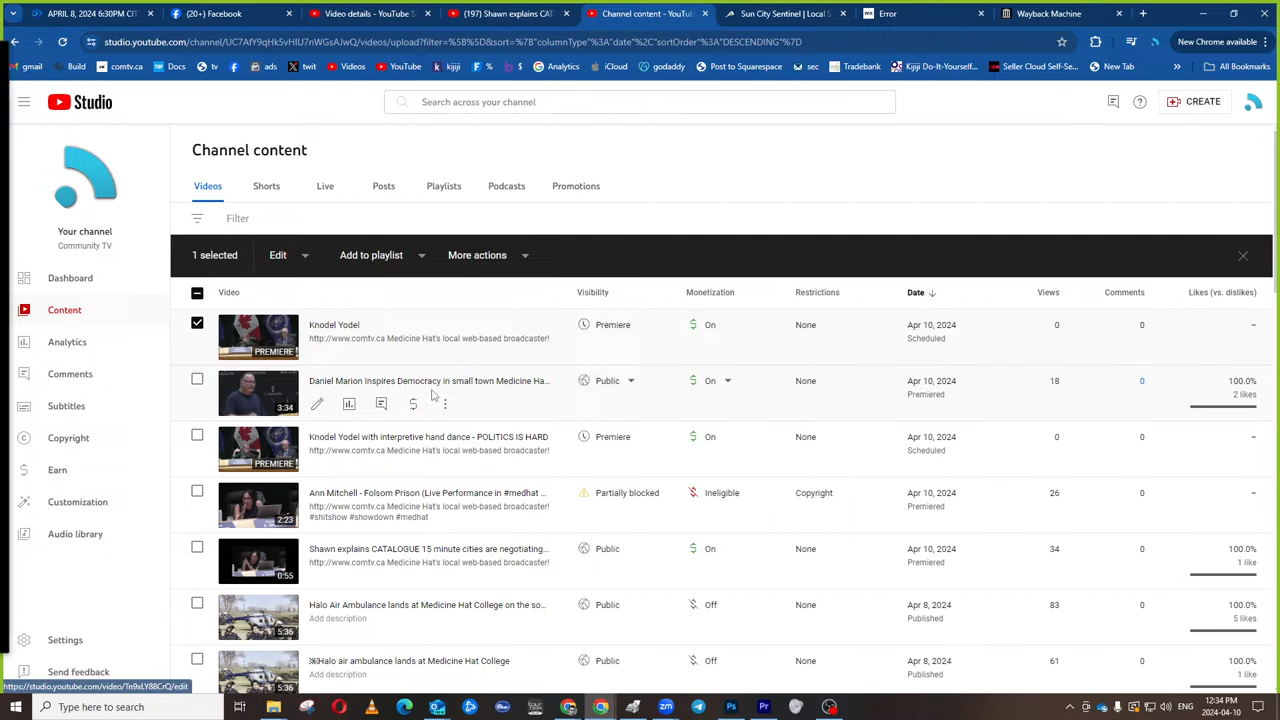 APRIL 8, 2024 6:30PM CIT
(20+) Facebook
Video details - YouTube S
(197) Shawn explains CATA
Channel content - YouTube
Sun City Sentinel | Local S
Error
Wayback Machine
studio.youtube.com/channel/UC7AfY9qHk5vHIU7nWGsAJwQ/videos/upload?filter=%5B%5D&sort=%7B"columnType"%3A"date"%2C"sortOrder"%3A"DESCENDING"%7D
New Chrome available
gmail
Build
comtv.ca
Docs
tv
ads
twit
Videos
YouTube
kijiji
%
$
Analytics
iCloud
godaddy
Post to Squarespace
sec
Tradebank
Kijiji Do-It-Yourself...
Seller Cloud Self-Se...
New Tab
»
All Bookmarks
Studio
Search across your channel
CREATE
Channel content
Videos
Shorts
Live
Posts
Playlists
Podcasts
Promotions
Filter
Your channel
Community TV
Dashboard
Content
Analytics
Comments
Subtitles
Copyright
Earn
Customization
Audio library
Settings
Send feedback
1 selected
Edit
Add to playlist
More actions
Video
Visibility
Monetization
Restrictions
Date
Views
Comments
Likes (vs. dislikes)
PREMIERE
Knodel Yodel
http://www.comtv.ca Medicine Hat's local web-based broadcaster!
Premiere
On
None
Apr 10, 2024
Scheduled
0
0
–
3:34
Daniel Marion Inspires Democracy in small town Medicine Ha...
Public
On
None
Apr 10, 2024
Premiered
18
0
100.0%
2 likes
PREMIERE
Knodel Yodel with interpretive hand dance - POLITICS IS HARD
http://www.comtv.ca Medicine Hat's local web-based broadcaster!
Premiere
On
None
Apr 10, 2024
Scheduled
0
0
–
2:23
Ann Mitchell - Folsom Prison (Live Performance in #medhat ...
http://www.comtv.ca Medicine Hat's local web-based broadcaster!
#shitshow #showdown #medhat
Partially blocked
Ineligible
Copyright
Apr 10, 2024
Premiered
26
0
–
0:55
Shawn explains CATALOGUE 15 minute cities are negotiating...
http://www.comtv.ca Medicine Hat's local web-based broadcaster!
Public
On
None
Apr 10, 2024
Premiered
34
0
100.0%
1 like
5:36
Halo Air Ambulance lands at Medicine Hat College on the so...
Add description
Public
Off
None
Apr 8, 2024
Published
83
0
100.0%
5 likes
5:36
Halo air ambulance lands at Medicine Hat College
Add description
Public
Off
None
Apr 8, 2024
Published
61
0
100.0%
1 like
https://studio.youtube.com/video/Tn9xLY88CrQ/edit
Type here to search
12:34 PM
2024-04-10